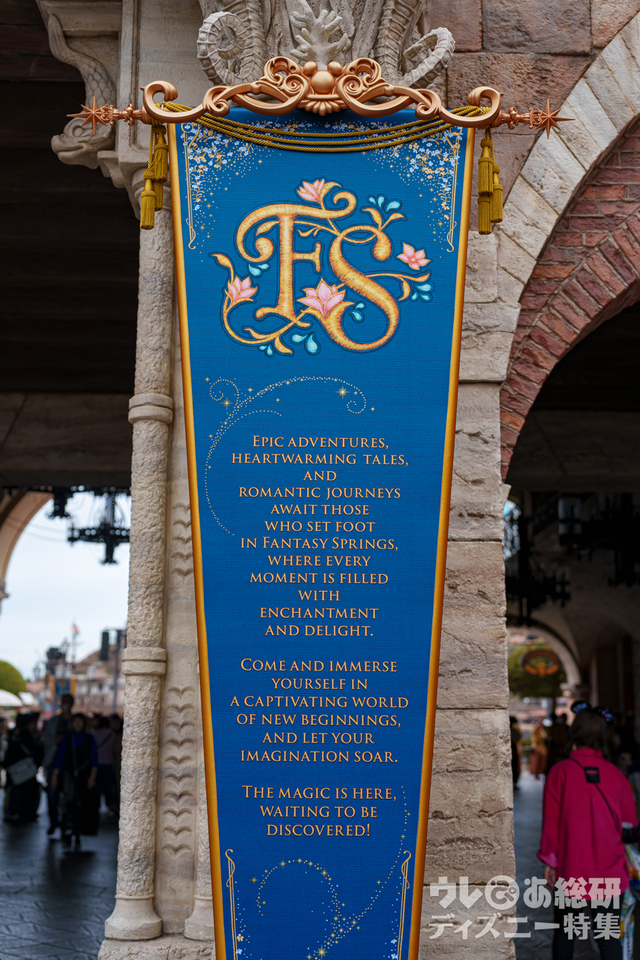 FS
EPIC ADVENTURES,
HEARTWARMING TALES,
AND
ROMANTIC JOURNEYS
AWAIT THOSE
WHO SET FOOT
IN FANTASY SPRINGS,
WHERE EVERY
MOMENT IS FILLED
WITH
ENCHANTMENT
AND DELIGHT.
COME AND IMMERSE
YOURSELF IN
A CAPTIVATING WORLD
OF NEW BEGINNINGS,
AND LET YOUR
IMAGINATION SOAR.
THE MAGIC IS HERE,
WAITING TO BE
DISCOVERED!
ウレぴあ総研
ディズニー特集